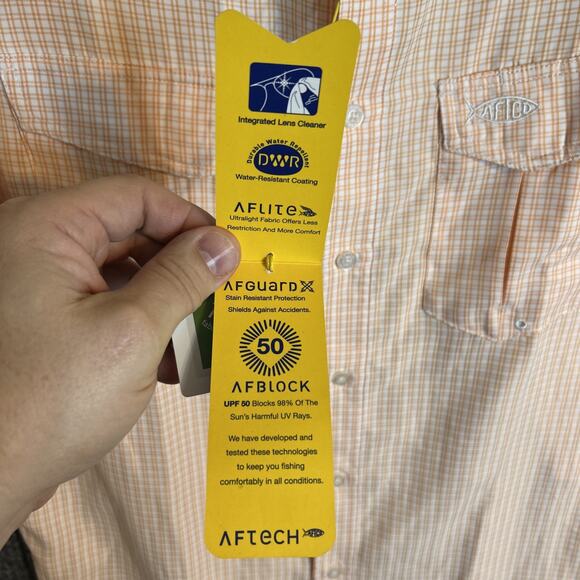 Integrated Lens Cleaner
Durable Water Repellent
DWR
Water-Resistant Coating
AFLITE
Ultralight Fabric Offers Less
Restriction And More Comfort
AFGUARDX
Stain Resistant Protection
Shields Against Accidents.
50
AFBLOCK
UPF 50 Blocks 98% Of The
Sun's Harmful UV Rays.
We have developed and
tested these technologies
to keep you fishing
comfortably in all conditions.
AFTECH
AFTCO